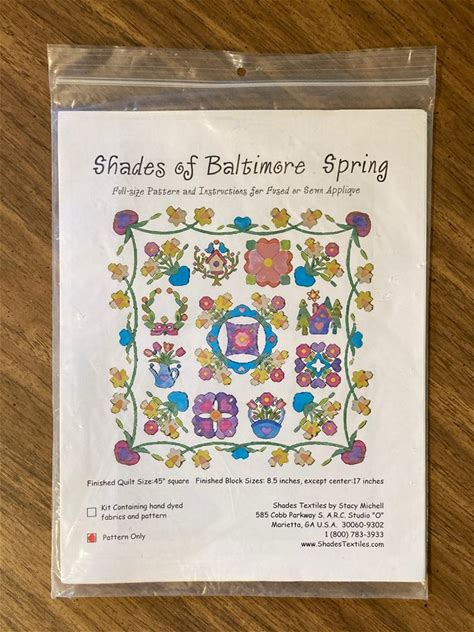 Shades of Baltimore Spring
Full-size Pattern and Instructions for Fused or Sewn Applique
Finished Quilt Size:45" square Finished Block Sizes: 8.5 inches, except center:17 inches
Kit Containing hand dyed
fabrics and pattern
Pattern Only
Shades Textiles by Stacy Michell
585 Cobb Parkway S. A.R.C. Studio "O"
Marietta, GA U.S.A. 30060-9302
1 (800) 783-3933
www.ShadesTextiles.com